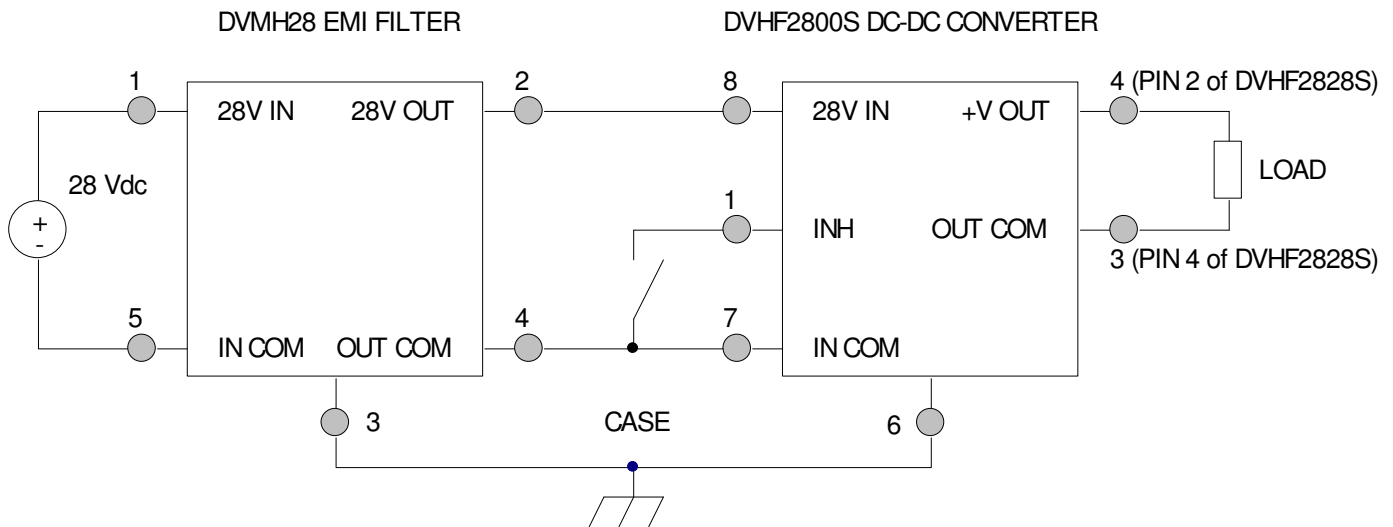 DVMH28 EMI FILTER DVHF2800S DC-DC CONVERTER
1 2 8 4 (PIN 2 of DVHF2828S)
28V IN 28V OUT 28V IN +V OUT
28 Vdc LOAD
1
+
-
INH OUT COM
3 (PIN 4 of DVHF2828S)
5 4 7
IN COM OUT COM IN COM
3 CASE 6